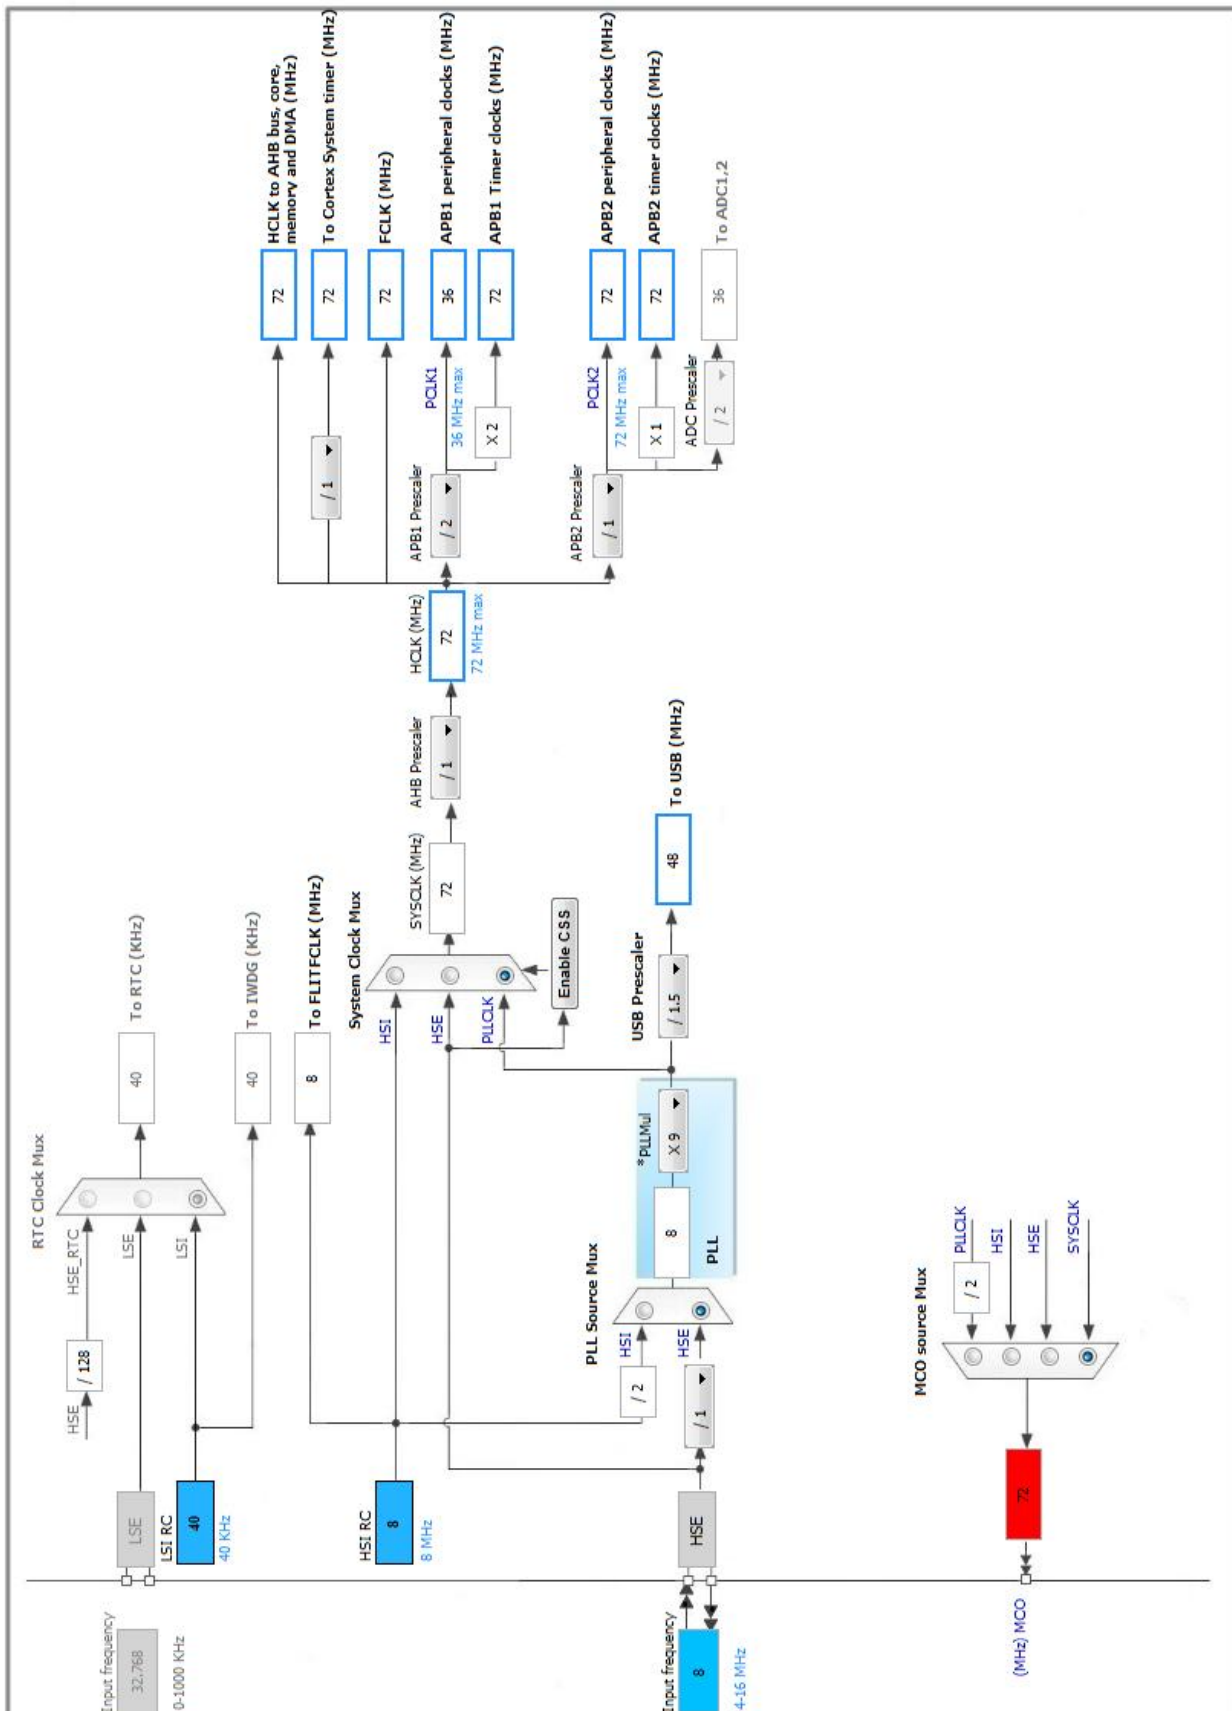 Input frequency
32.768
0-1000 KHz
LSE
LSI RC
40
40 KHz
HSE
/ 128
HSE_RTC
LSE
LSI
RTC Clock Mux
40
To RTC (KHz)
40
To IWDG (KHz)
8
To FLITFCLK (MHz)
HSI RC
8
8 MHz
System Clock Mux
HSI
HSE
PLLCLK
Enable CSS
SYSCLK (MHz)
72
AHB Prescaler
/ 1
HCLK (MHz)
72
72 MHz max
72
HCLK to AHB bus, core,
memory and DMA (MHz)
/ 1
72
To Cortex System timer (MHz)
72
FCLK (MHz)
APB1 Prescaler
/ 2
PCLK1
36 MHz max
36
APB1 peripheral clocks (MHz)
X 2
72
APB1 Timer clocks (MHz)
APB2 Prescaler
/ 1
PCLK2
72 MHz max
72
APB2 peripheral clocks (MHz)
X 1
72
APB2 timer clocks (MHz)
ADC Prescaler
/ 2
36
To ADC1,2
Input frequency
8
4-16 MHz
HSE
/ 2
/ 1
PLL Source Mux
HSI
HSE
8
*PLLMul
X 9
PLL
USB Prescaler
/ 1.5
48
To USB (MHz)
(MHz) MCO
72
MCO source Mux
/ 2
PLLCLK
HSI
HSE
SYSCLK